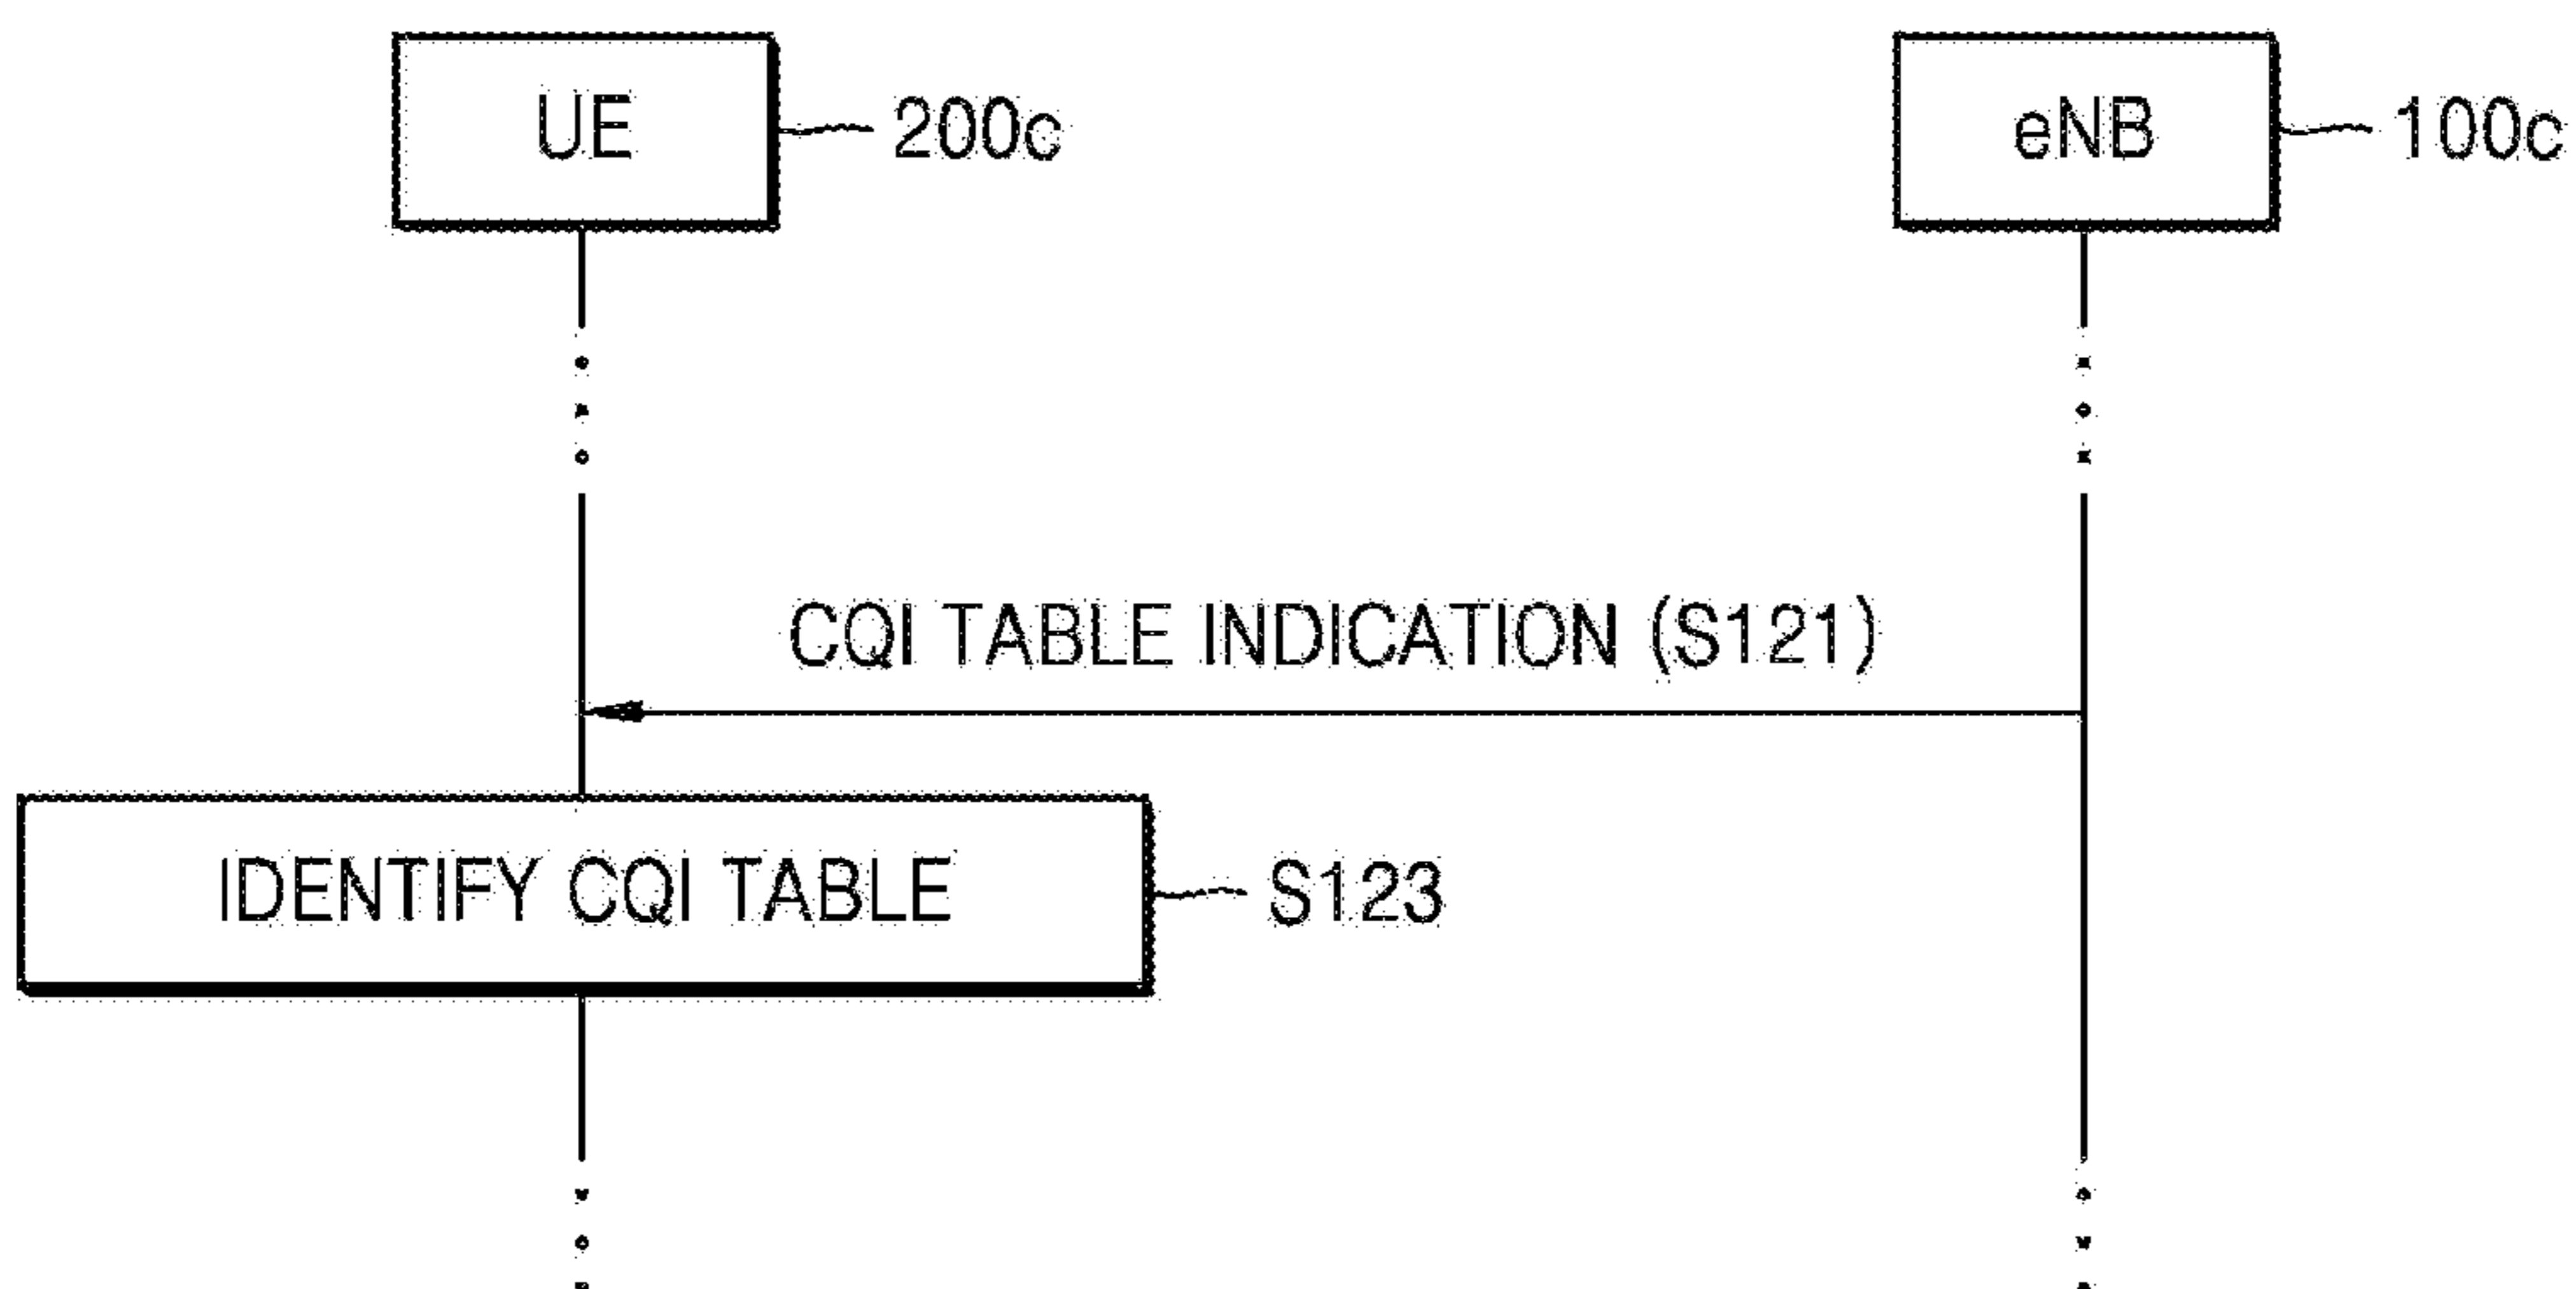 UE 200c eNB 100c
CQI TABLE INDICATION (S121)
IDENTIFY CQI TABLE S123